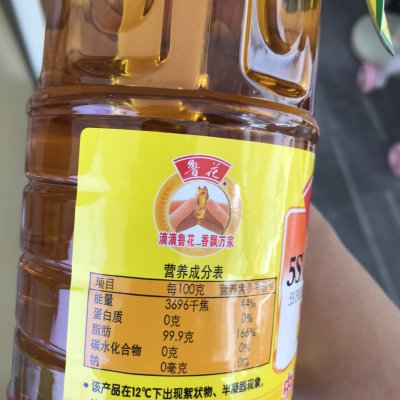 鲁花
滴滴鲁花 香飘万家
营养成分表
项目 每100克 营养素参考值%
能量 3696千焦 44%
蛋白质 0克 0%
脂肪 99.9克 166%
碳水化合物 0克 0%
钠 0毫克 0%
•该产品在12℃下出现絮状物、半凝固现象，
5S